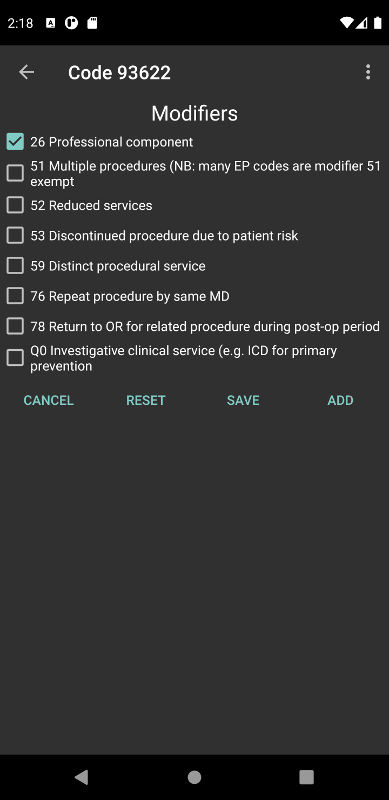 2:18
Code 93622
Modifiers
26 Professional component
51 Multiple procedures (NB: many EP codes are modifier 51
exempt
52 Reduced services
53 Discontinued procedure due to patient risk
59 Distinct procedural service
76 Repeat procedure by same MD
78 Return to OR for related procedure during post-op period
Q0 Investigative clinical service (e.g. ICD for primary
prevention
CANCEL RESET SAVE ADD